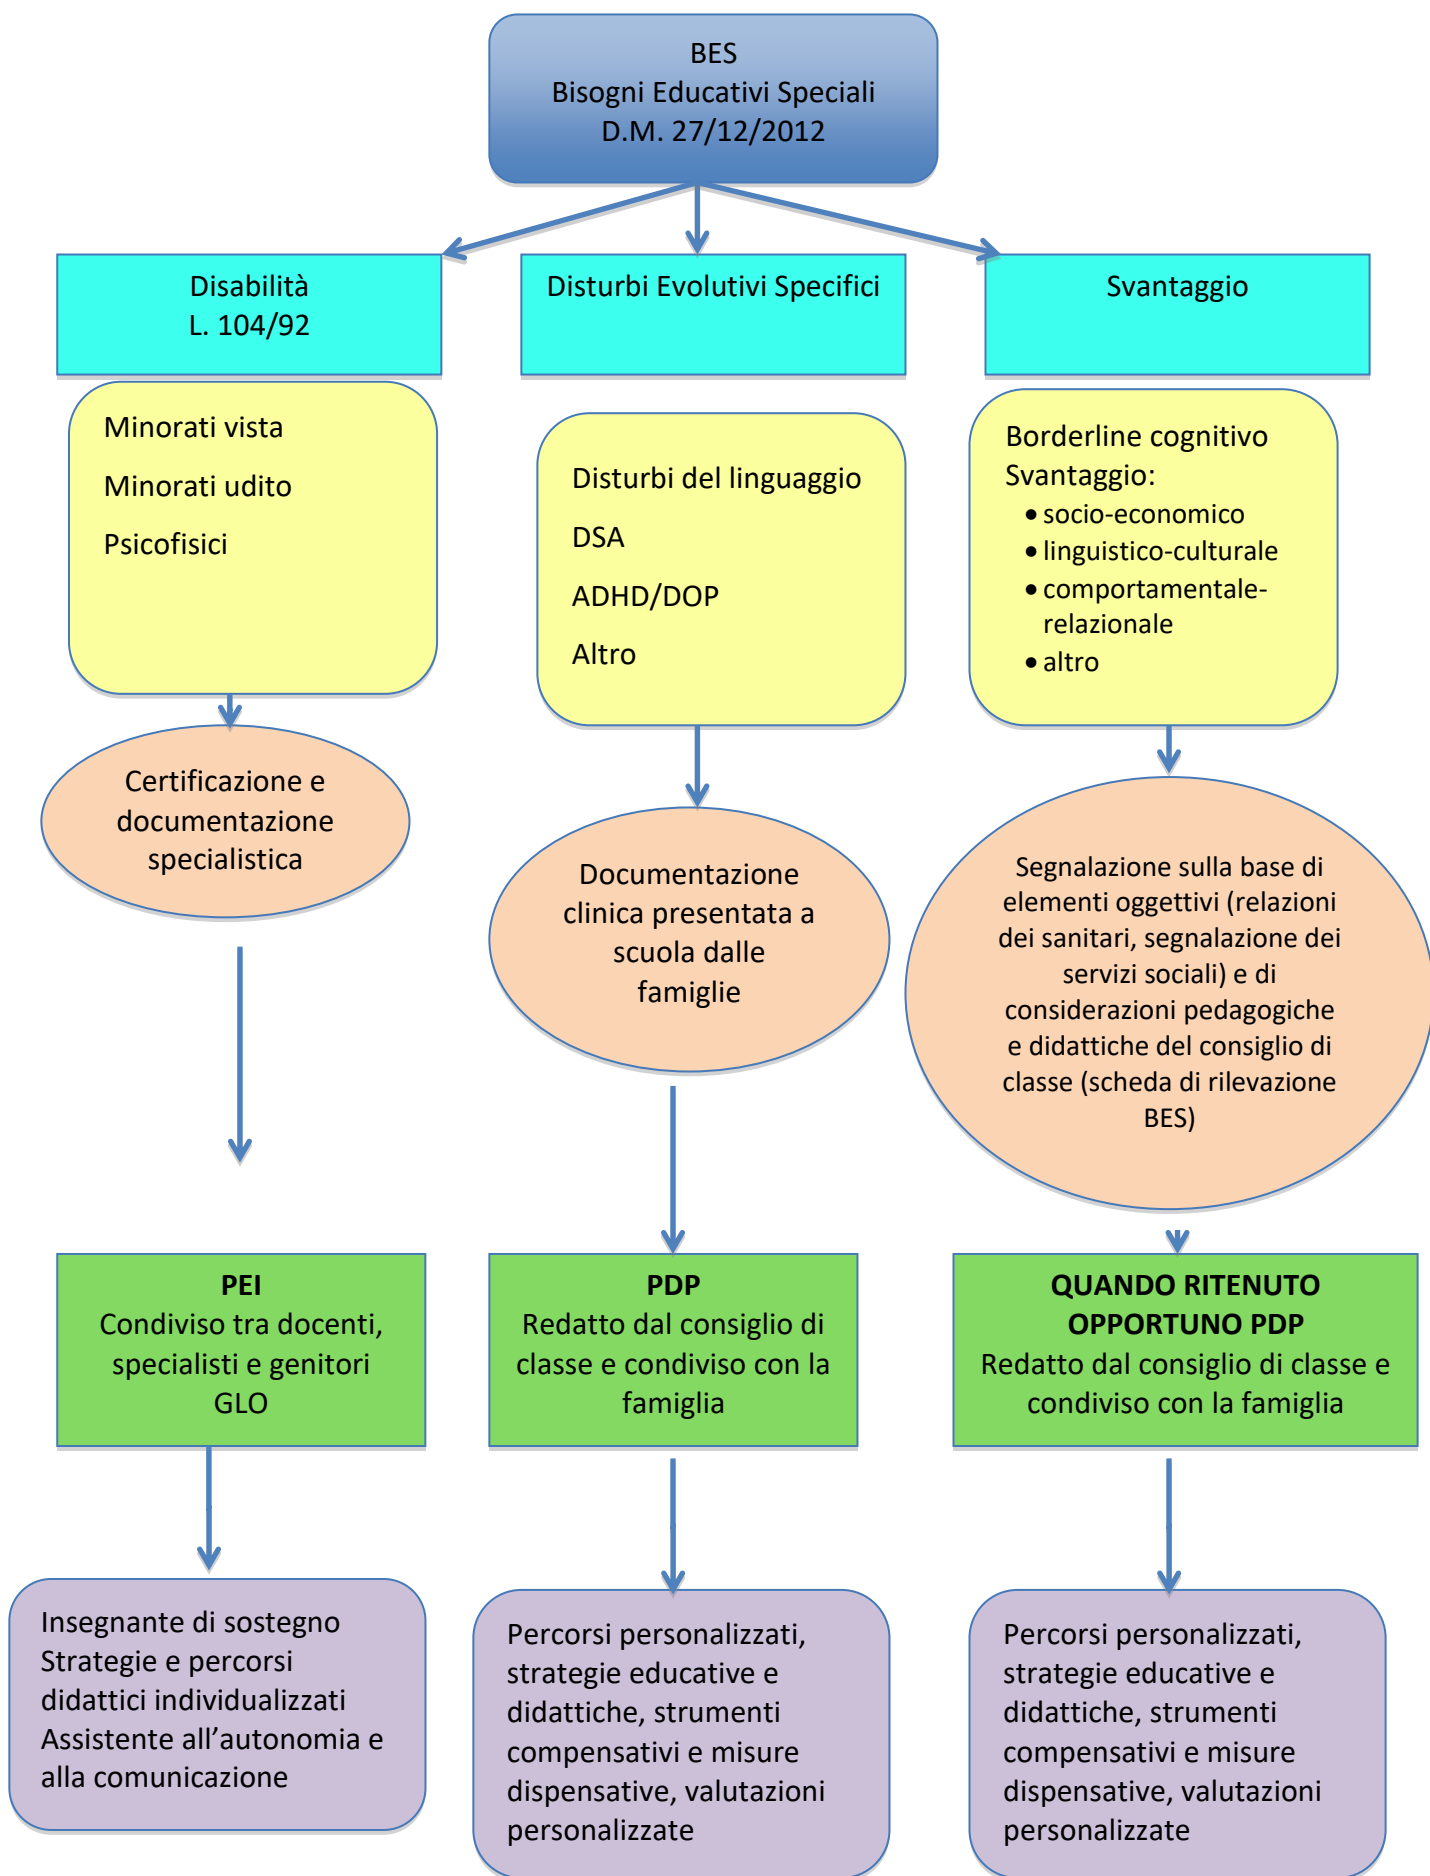 BES
Bisogni Educativi Speciali
D.M. 27/12/2012
Disabilità
L. 104/92
Disturbi Evolutivi Specifici
Svantaggio
Minorati vista
Minorati udito
Psicofisici
Disturbi del linguaggio
DSA
ADHD/DOP
Altro
Borderline cognitivo
Svantaggio:
• socio-economico
• linguistico-culturale
• comportamentale-
relazionale
• altro
Certificazione e
documentazione
specialistica
Documentazione
clinica presentata a
scuola dalle
famiglie
Segnalazione sulla base di
elementi oggettivi (relazioni
dei sanitari, segnalazione dei
servizi sociali) e di
considerazioni pedagogiche
e didattiche del consiglio di
classe (scheda di rilevazione
BES)
PEI
Condiviso tra docenti,
specialisti e genitori
GLO
PDP
Redatto dal consiglio di
classe e condiviso con la
famiglia
QUANDO RITENUTO
OPPORTUNO PDP
Redatto dal consiglio di classe e
condiviso con la famiglia
Insegnante di sostegno
Strategie e percorsi
didattici individualizzati
Assistente all’autonomia e
alla comunicazione
Percorsi personalizzati,
strategie educative e
didattiche, strumenti
compensativi e misure
dispensative, valutazioni
personalizzate
Percorsi personalizzati,
strategie educative e
didattiche, strumenti
compensativi e misure
dispensative, valutazioni
personalizzate